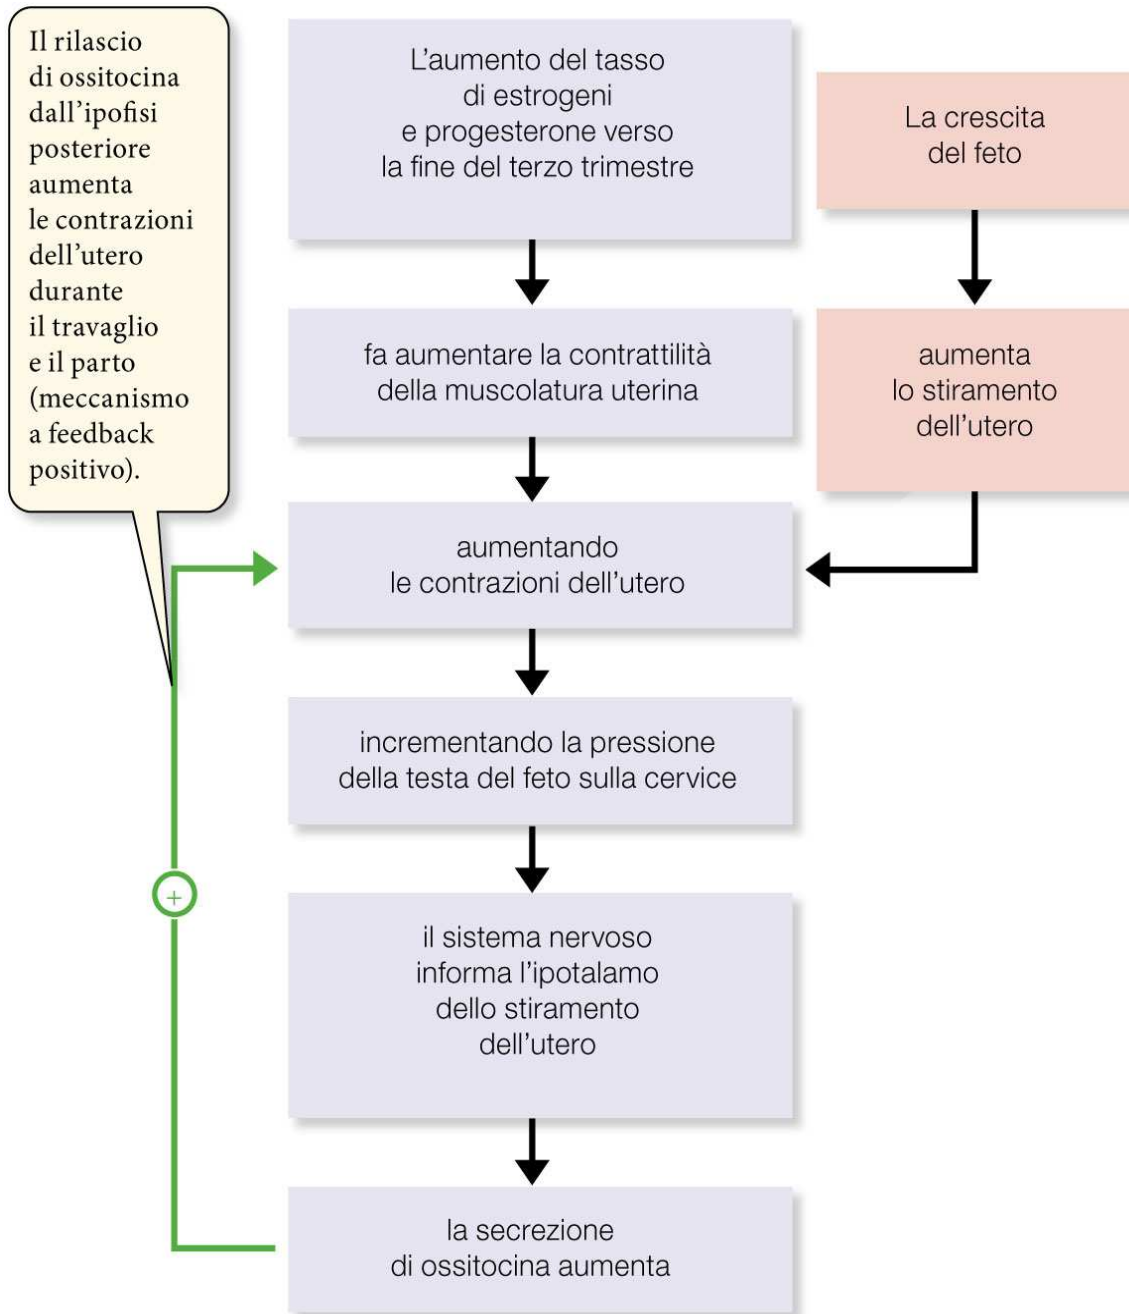 Il rilascio
di ossitocina
dall'ipofisi
posteriore
aumenta
le contrazioni
dell'utero
durante
il travaglio
e il parto
(meccanismo
a feedback
positivo).
L'aumento del tasso
di estrogeni
e progesterone verso
la fine del terzo trimestre
La crescita
del feto
fa aumentare la contrattilità
della muscolatura uterina
aumenta
lo stiramento
dell'utero
aumentando
le contrazioni dell'utero
incrementando la pressione
della testa del feto sulla cervice
+
il sistema nervoso
informa l'ipotalamo
dello stiramento
dell'utero
la secrezione
di ossitocina aumenta